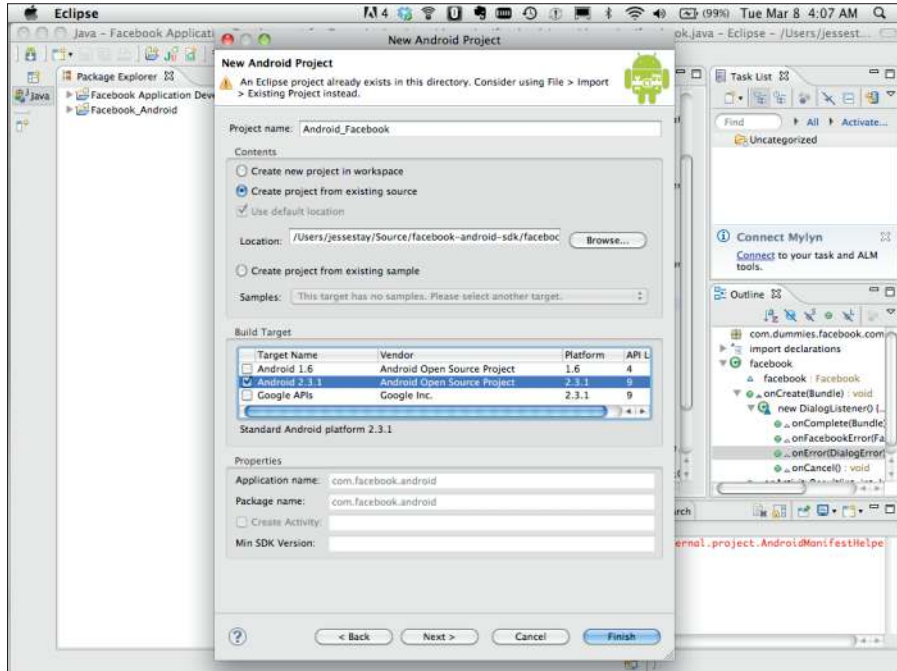 Eclipse
(99%) Tue Mar 8 4:07 AM
Java – Facebook Applicati
ok.java – Eclipse – /Users/jessest...
New Android Project
New Android Project
An Eclipse project already exists in this directory. Consider using File > Import
> Existing Project instead.
Project name: Android_Facebook
Contents
Create new project in workspace
Create project from existing source
Use default location
Location: /Users/jessestay/Source/facebook-android-sdk/faceboc
Browse...
Create project from existing sample
Samples: This target has no samples. Please select another target.
Build Target
Target Name Vendor Platform API L
Android 1.6 Android Open Source Project 1.6 4
Android 2.3.1 Android Open Source Project 2.3.1 9
Google APIs Google Inc. 2.3.1 9
Standard Android platform 2.3.1
Properties
Application name: com.facebook.android
Package name: com.facebook.android
Create Activity:
Min SDK Version:
< Back
Next >
Cancel
Finish
Java
Package Explorer
Facebook Application Dev
Facebook_Android
Task List
Find
All
Activate...
Uncategorized
Connect Mylyn
Connect to your task and ALM
tools.
Outline
com.dummies.facebook.com
import declarations
facebook
facebook : Facebook
onCreate(Bundle) : void
new DialogListener() {...
onComplete(Bundle)
onFacebookError(Fa
onError(DialogError)
onCancel() : void
arch
ernal.project.AndroidManifestHelpe